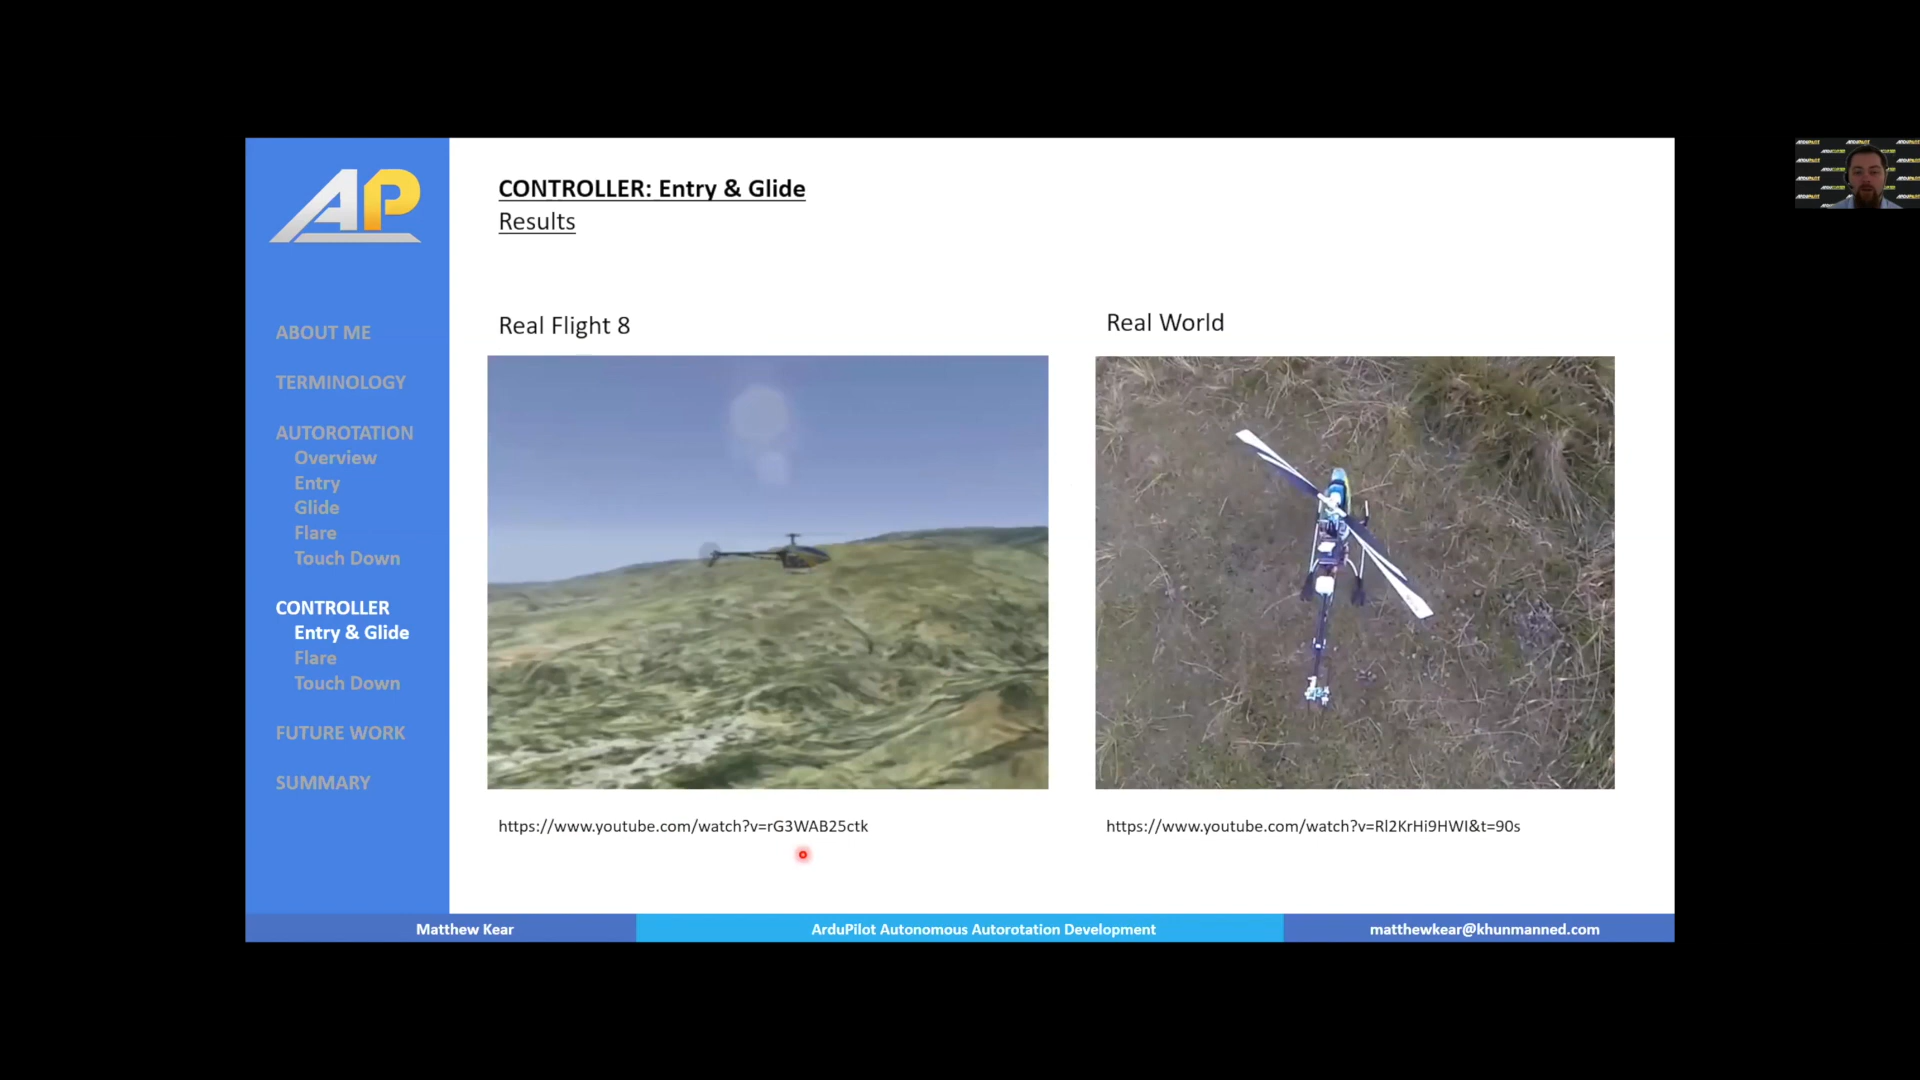 AP
ABOUT ME
TERMINOLOGY
AUTOROTATION
Overview
Entry
Glide
Flare
Touch Down
CONTROLLER
Entry & Glide
Flare
Touch Down
FUTURE WORK
SUMMARY
CONTROLLER: Entry & Glide
Results
Real Flight 8
Real World
https://www.youtube.com/watch?v=rG3WAB25ctk
https://www.youtube.com/watch?v=Rl2KrHi9HWI&t=90s
Matthew Kear
ArduPilot Autonomous Autorotation Development
matthewkear@khunmanned.com